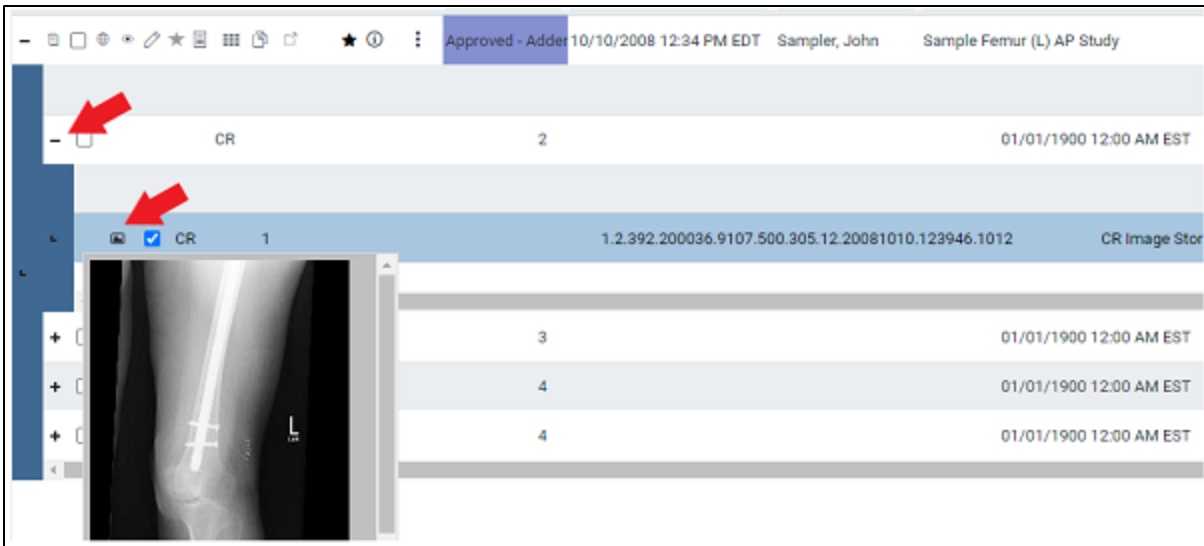 Approved - Adder 10/10/2008 12:34 PM EDT Sampler, John Sample Femur (L) AP Study
CR 2 01/01/1900 12:00 AM EST
CR 1 1.2.392.200036.9107.500.305.12.20081010.123946.1012 CR Image Stor
L
3 01/01/1900 12:00 AM EST
4 01/01/1900 12:00 AM EST
4 01/01/1900 12:00 AM EST